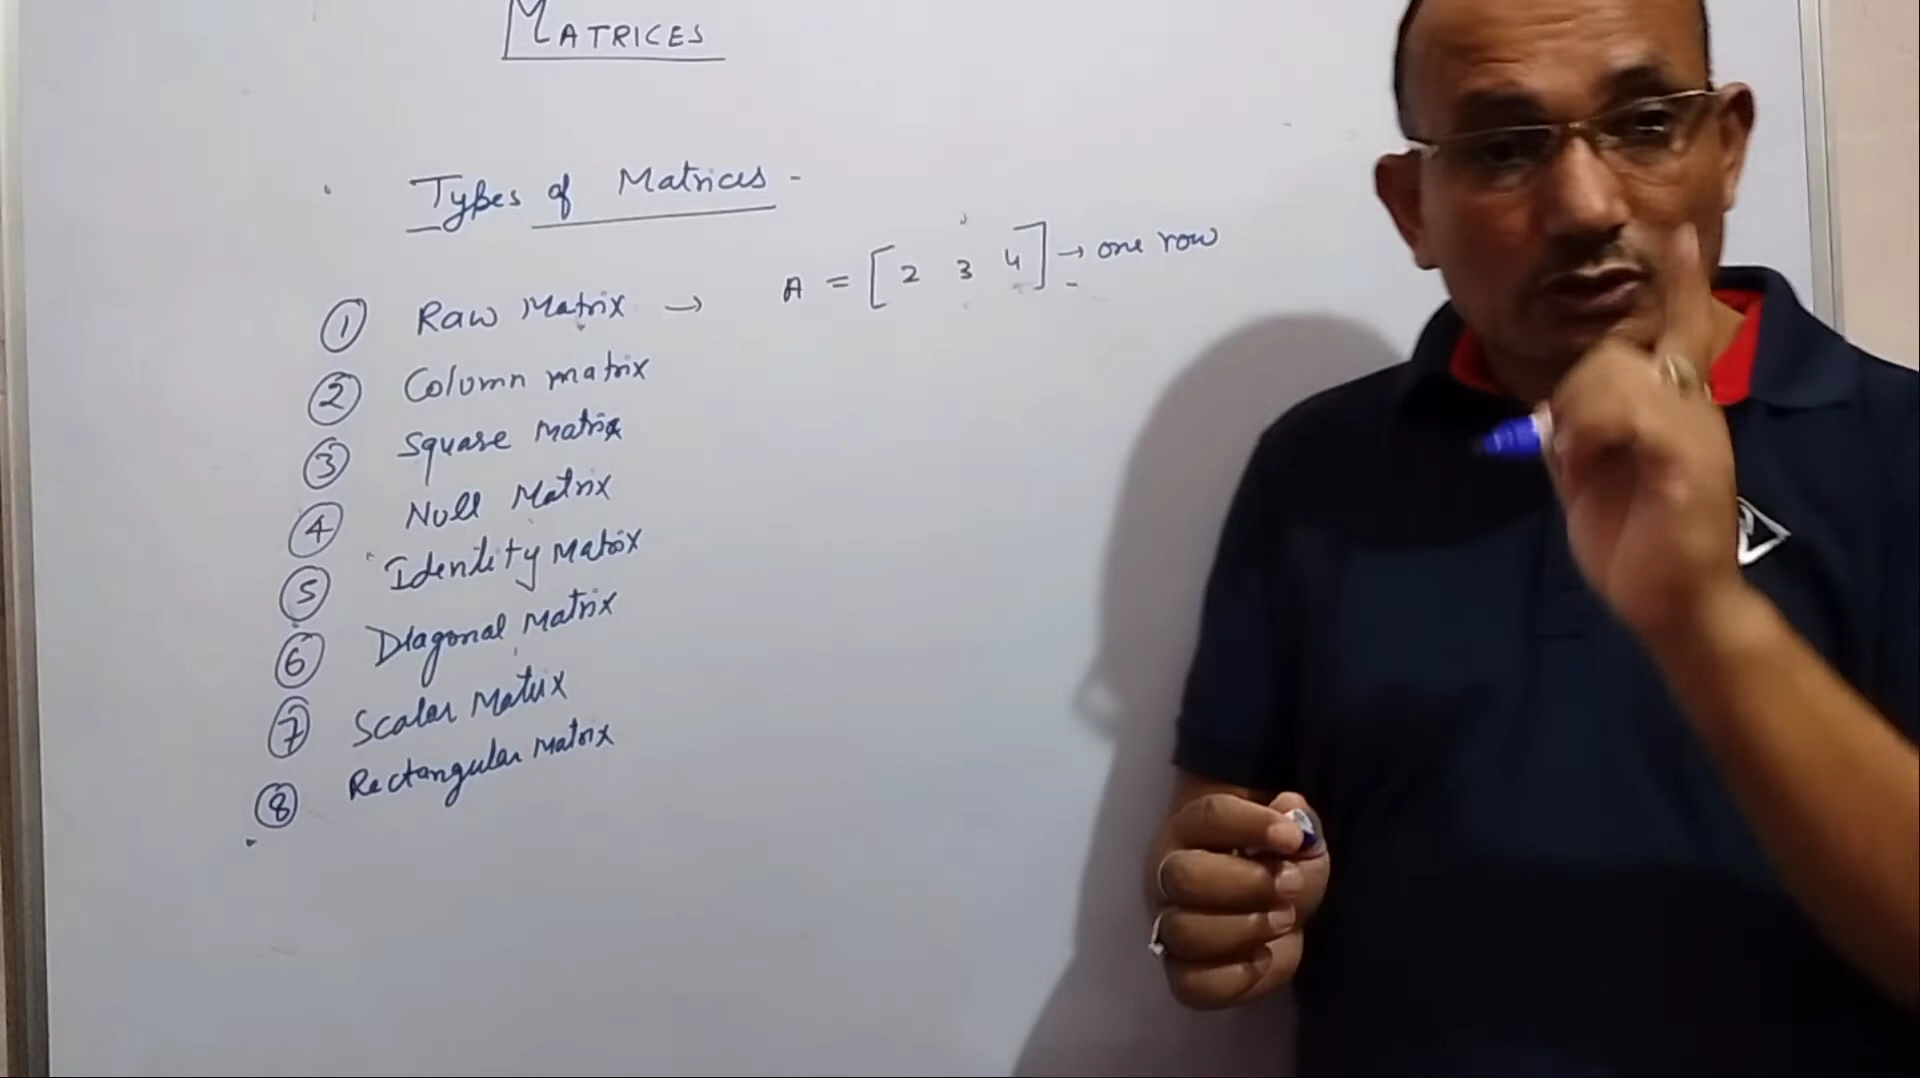 MATRICES
Types of Matrices -
① Raw Matrix → A = [2 3 4] → one row
② Column matrix
③ Square Matrix
④ Null Matrix
⑤ Identity Matrix
⑥ Diagonal Matrix
⑦ Scalar Matrix
⑧ Rectangular Matrix